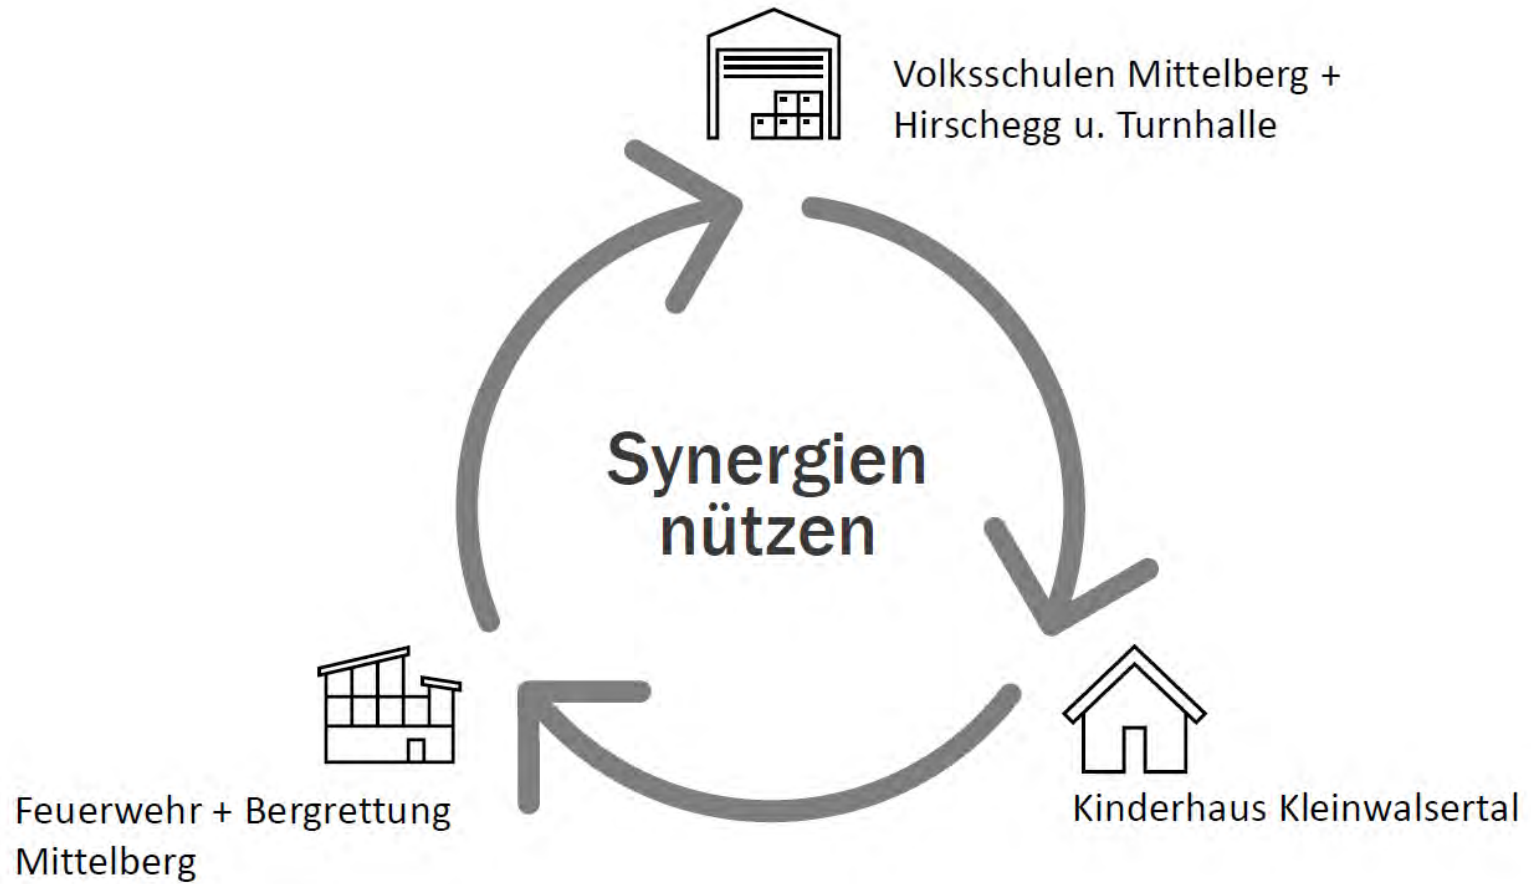 Volksschulen Mittelberg +
Hirschegg u. Turnhalle
Synergien
nützen
Feuerwehr + Bergrettung
Mittelberg
Kinderhaus Kleinwalsertal